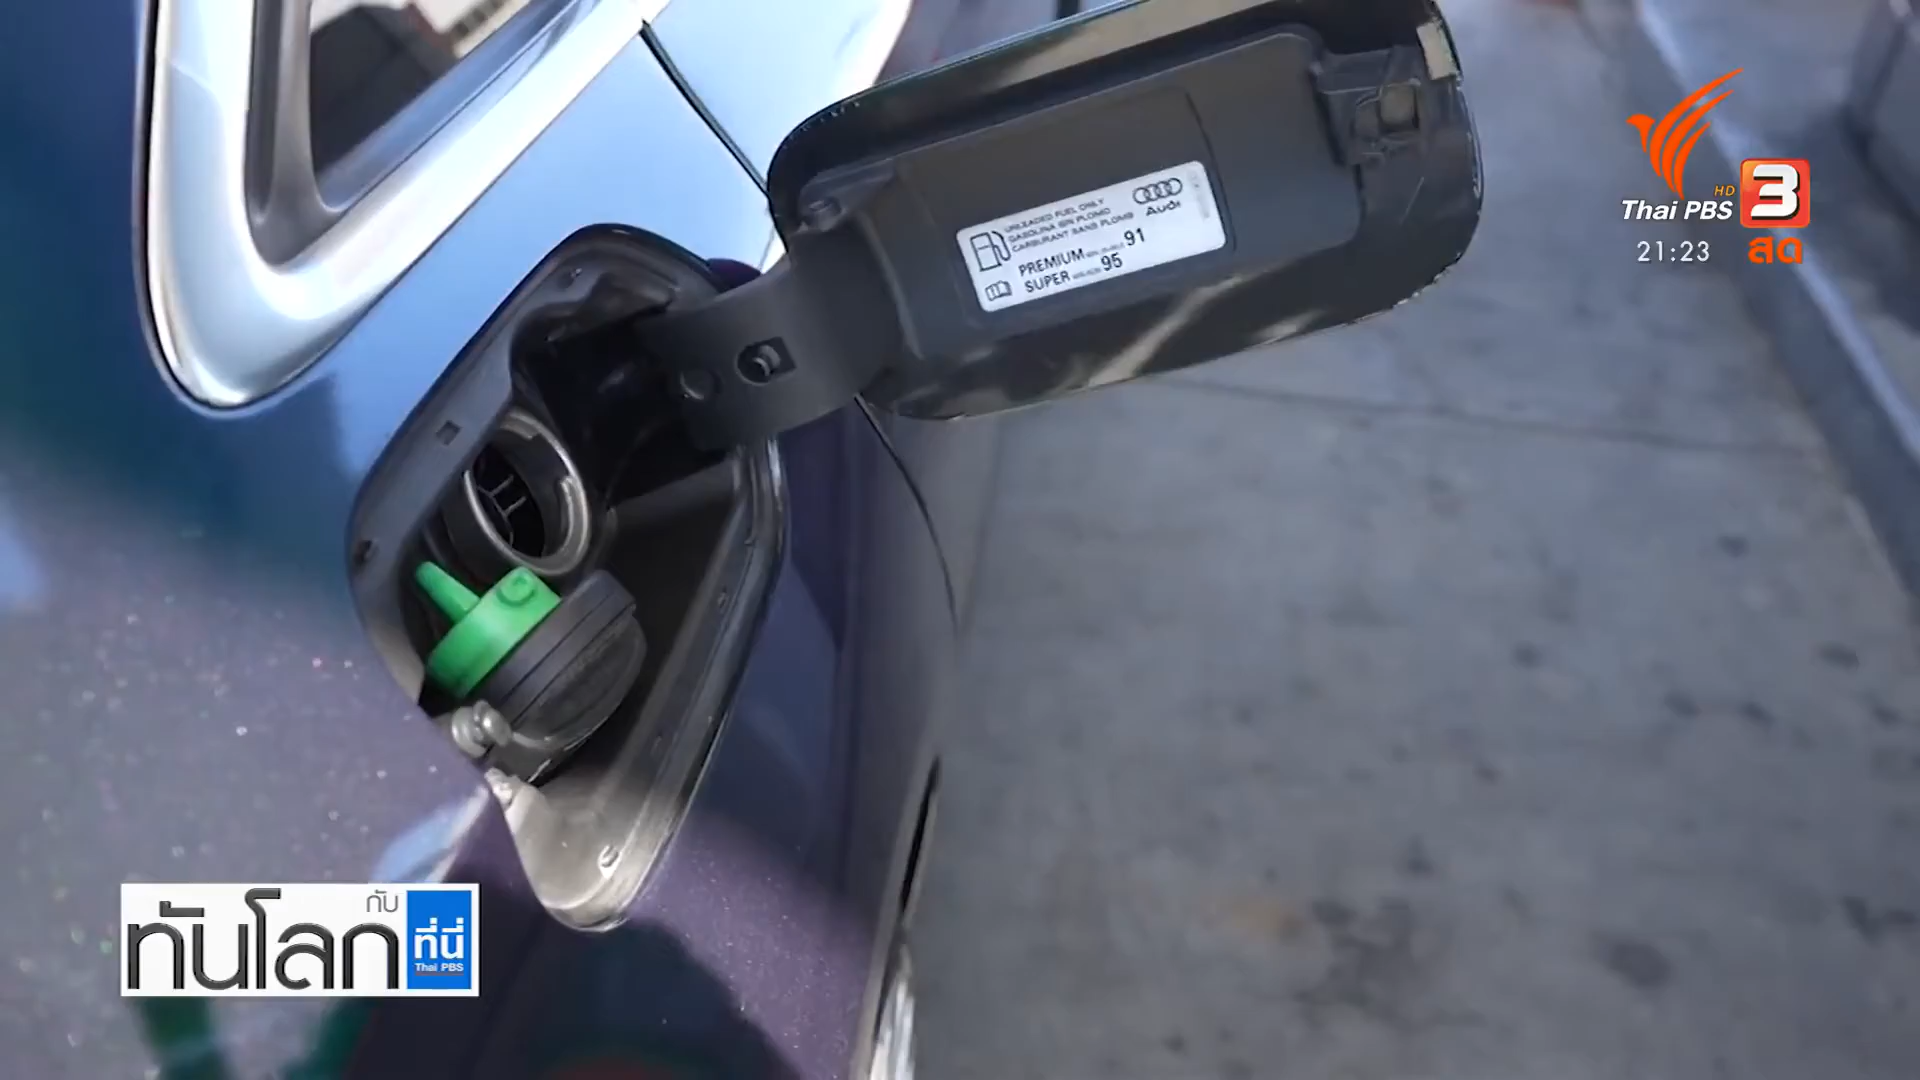 UNLEADED FUEL ONLY
GASOLINA SIN PLOMO
CARBURANT SANS PLOMB
Audi
PREMIUM 91
SUPER 95
HD
Thai PBS 3
21:23 สด
ทันโลก กับ ที่นี่
Thai PBS